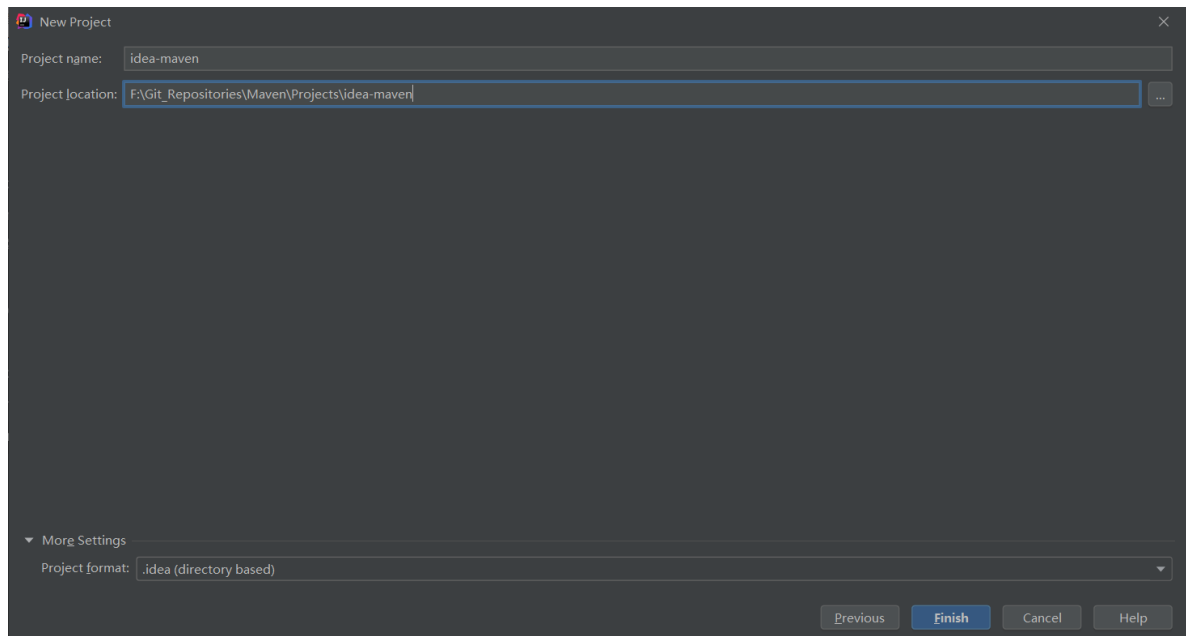 New Project
Project name: idea-maven
Project location: F:\Git_Repositories\Maven\Projects\idea-maven ...
More Settings
Project format: .idea (directory based)
Previous Finish Cancel Help